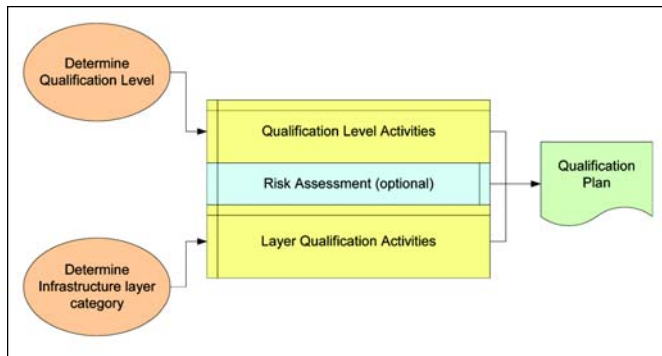 Determine
Qualification Level
Qualification Level Activities
Risk Assessment (optional)
Layer Qualification Activities
Qualification
Plan
Determine
Infrastructure layer
category